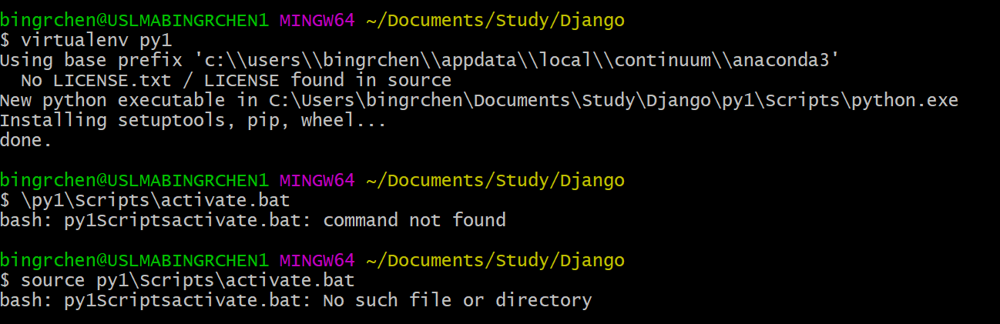 bingrchen@USLMABINGRCHEN1 MINGW64 ~/Documents/Study/Django
$ virtualenv py1
Using base prefix 'c:\\users\\bingrchen\\appdata\\local\\continuum\\anaconda3'
  No LICENSE.txt / LICENSE found in source
New python executable in C:\Users\bingrchen\Documents\Study\Django\py1\Scripts\python.exe
Installing setuptools, pip, wheel...
done.
bingrchen@USLMABINGRCHEN1 MINGW64 ~/Documents/Study/Django
$ \py1\Scripts\activate.bat
bash: py1Scriptsactivate.bat: command not found
bingrchen@USLMABINGRCHEN1 MINGW64 ~/Documents/Study/Django
$ source py1\Scripts\activate.bat
bash: py1Scriptsactivate.bat: No such file or directory